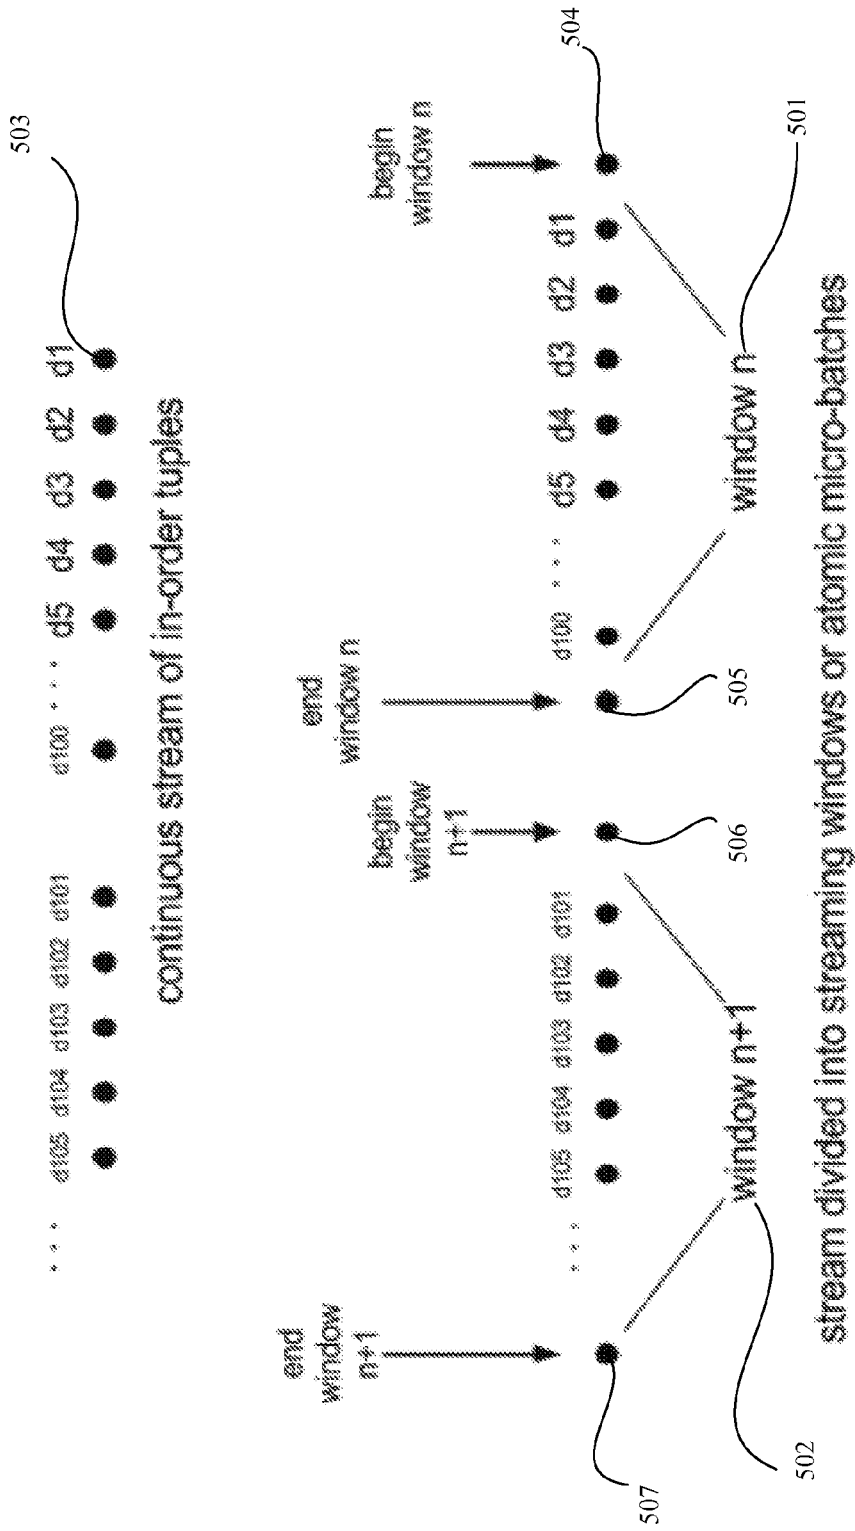 503
· · · d105 d104 d103 d102 d101 d100 · · · d5 d4 d3 d2 d1
continuous stream of in-order tuples
end
window
n+1
begin
window
n+1
end
window n
begin
window n
504
· · · d105 d104 d103 d102 d101 d100 · · · d5 d4 d3 d2 d1
507
506
505
window n+1
window n
502
501
stream divided into streaming windows or atomic micro-batches